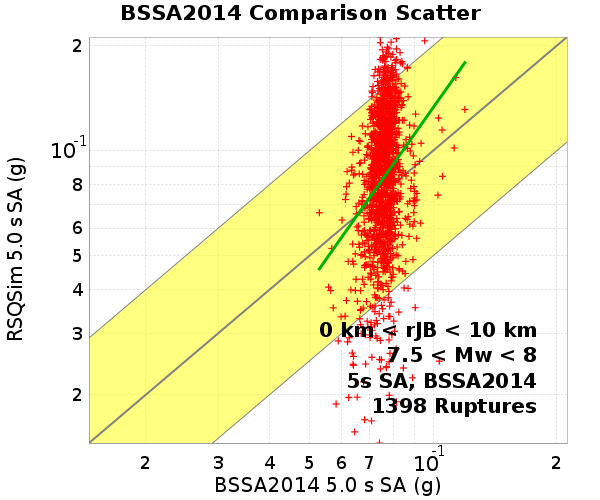 BSSA2014 Comparison Scatter
RSQSim 5.0 s SA (g)
2
10-1
8
6
5
4
3
2
0 km < rJB < 10 km
7.5 < Mw < 8
5s SA, BSSA2014
1398 Ruptures
2 3 4 5 6 7 10-1 2
BSSA2014 5.0 s SA (g)